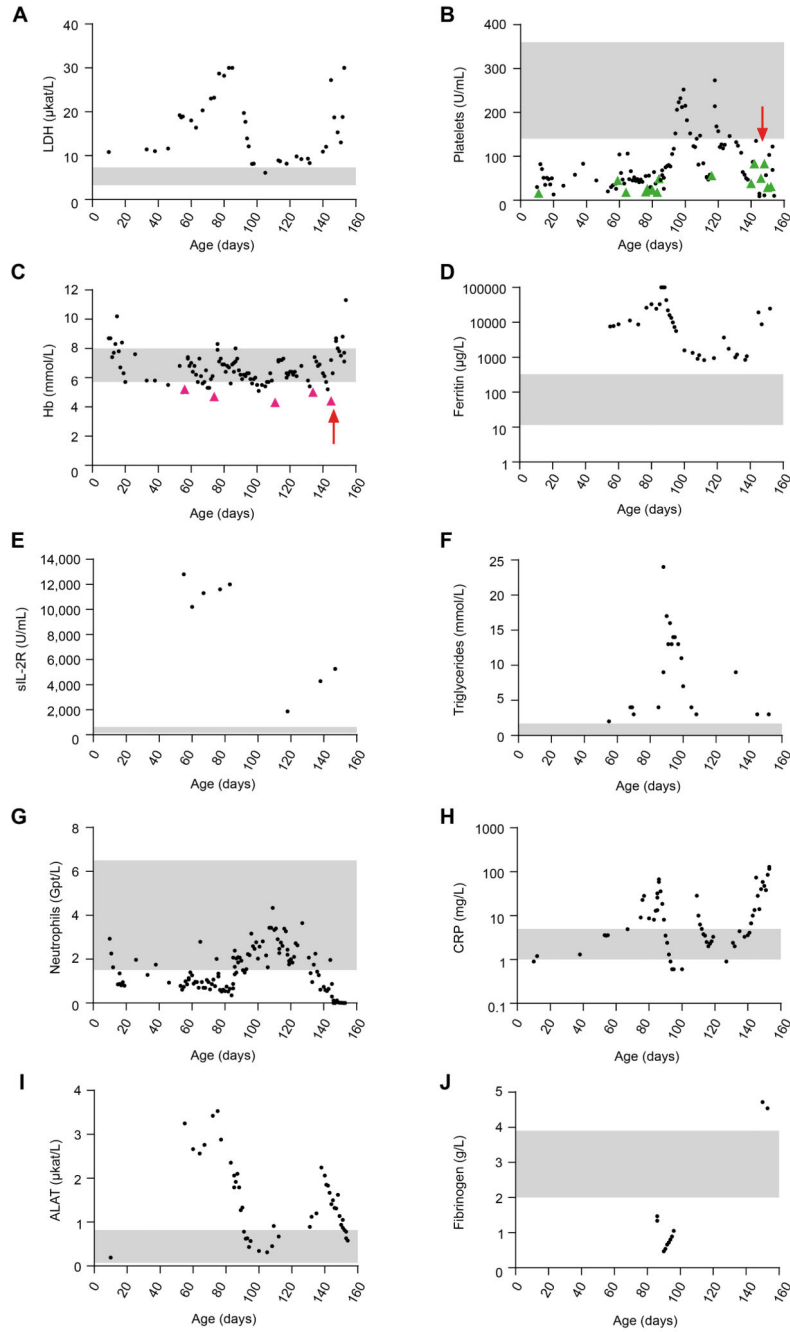 A
LDH (µkat/L)
40
30
20
10
0
0 20 40 60 80 100 120 140 160
Age (days)
B
Platelets (U/mL)
400
300
200
100
0
0 20 40 60 80 100 120 140 160
Age (days)
C
Hb (mmol/L)
12
10
8
6
4
2
0
0 20 40 60 80 100 120 140 160
Age (days)
D
Ferritin (µg/L)
100000
10000
1000
100
10
1
0 20 40 60 80 100 120 140 160
Age (days)
E
sIL-2R (U/mL)
14,000
12,000
10,000
8,000
6,000
4,000
2,000
0
0 20 40 60 80 100 120 140 160
Age (days)
F
Triglycerides (mmol/L)
25
20
15
10
5
0
0 20 40 60 80 100 120 140 160
Age (days)
G
Neutrophils (Gpt/L)
8
6
4
2
0
0 20 40 60 80 100 120 140 160
Age (days)
H
CRP (mg/L)
1000
100
10
1
0.1
0 20 40 60 80 100 120 140 160
Age (days)
I
ALAT (µkat/L)
4
3
2
1
0
0 20 40 60 80 100 120 140 160
Age (days)
J
Fibrinogen (g/L)
5
4
3
2
1
0
0 20 40 60 80 100 120 140 160
Age (days)